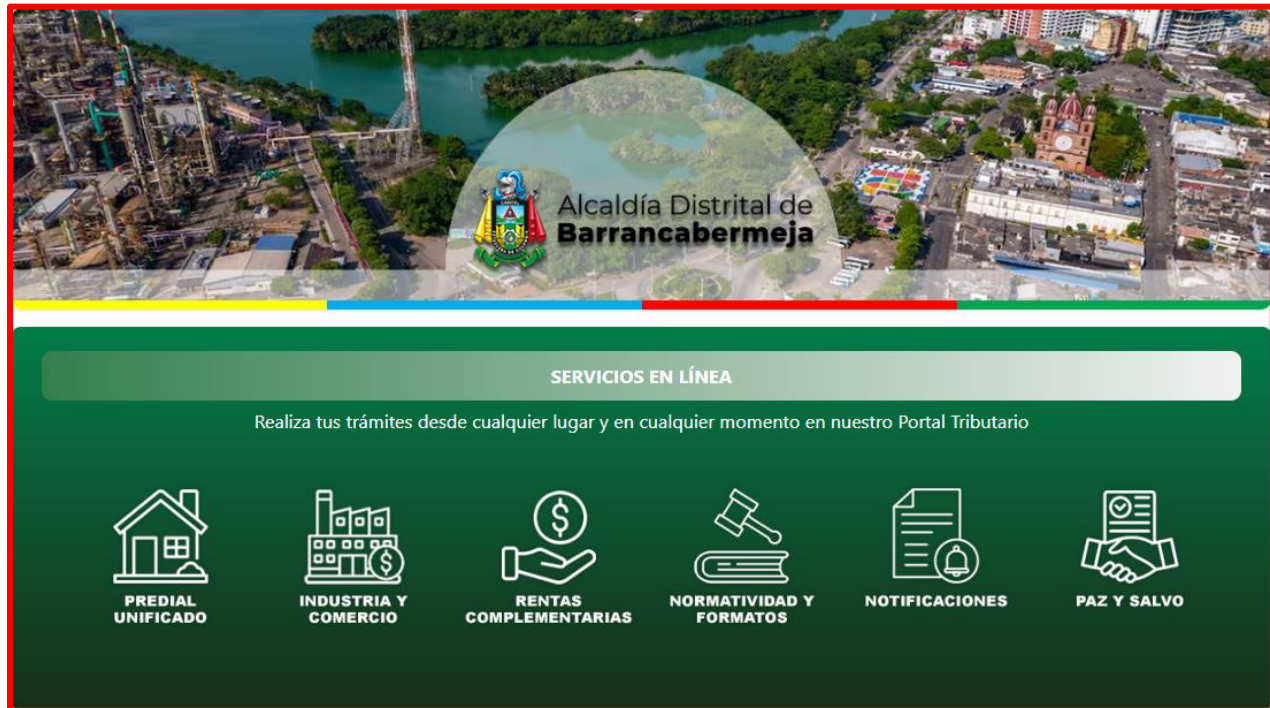 Alcaldía Distrital de
Barrancabermeja
SERVICIOS EN LÍNEA
Realiza tus trámites desde cualquier lugar y en cualquier momento en nuestro Portal Tributario
PREDIAL
UNIFICADO
INDUSTRIA Y
COMERCIO
RENTAS
COMPLEMENTARIAS
NORMATIVIDAD Y
FORMATOS
NOTIFICACIONES
PAZ Y SALVO